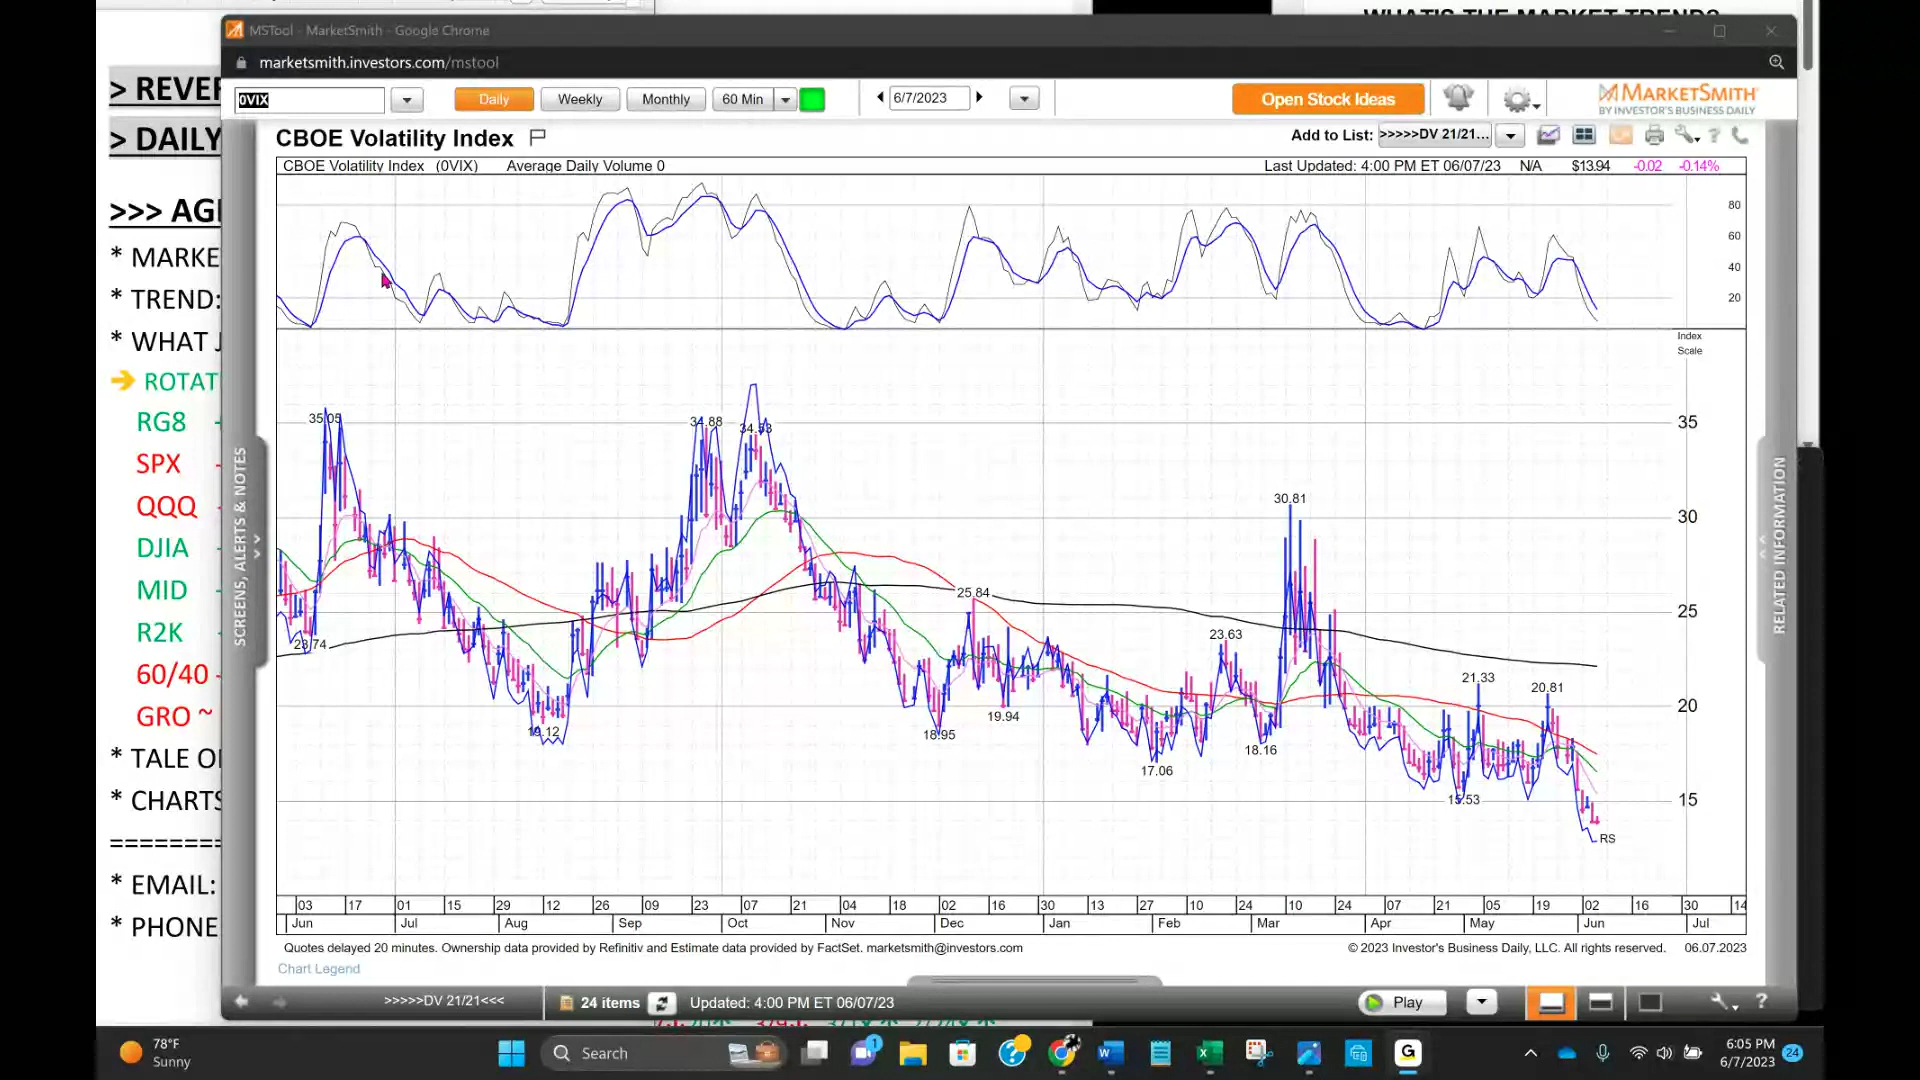 WHAT'S THE MARKET TREND?
MSTool - MarketSmith - Google Chrome
marketsmith.investors.com/mstool
> REVER
0VIX
Daily
Weekly
Monthly
60 Min
6/7/2023
Open Stock Ideas
MARKETSMITH
BY INVESTOR'S BUSINESS DAILY
> DAILY
CBOE Volatility Index
Add to List:
>>>>>DV 21/21...
CBOE Volatility Index (0VIX) Average Daily Volume 0
Last Updated: 4:00 PM ET 06/07/23 N/A $13.94 -0.02 -0.14%
80
60
40
20
>>> AG
* MARKE
* TREND:
* WHAT J
ROTAT
RG8
SPX
QQQ
DJIA
MID
R2K
60/40
GRO ~
* TALE O
* CHARTS
* EMAIL:
* PHONE
SCREENS, ALERTS & NOTES
RELATED INFORMATION
Index
Scale
35.05
34.88
34.53
35
30.81
30
25.84
25
23.74
23.63
21.33
20.81
20
19.94
19.12
18.95
18.16
17.06
15.53
15
RS
03 17 01 15 29 12 26 09 23 07 21 04 18 02 16 30 13 27 10 24 10 24 07 21 05 19 02 16 30 14
Jun Jul Aug Sep Oct Nov Dec Jan Feb Mar Apr May Jun Jul
Quotes delayed 20 minutes. Ownership data provided by Refinitiv and Estimate data provided by FactSet. marketsmith@investors.com
© 2023 Investor's Business Daily, LLC. All rights reserved. 06.07.2023
Chart Legend
>>>>>DV 21/21<<<
24 items
Updated: 4:00 PM ET 06/07/23
Play
78°F
Sunny
Search
1
6:05 PM
6/7/2023
24